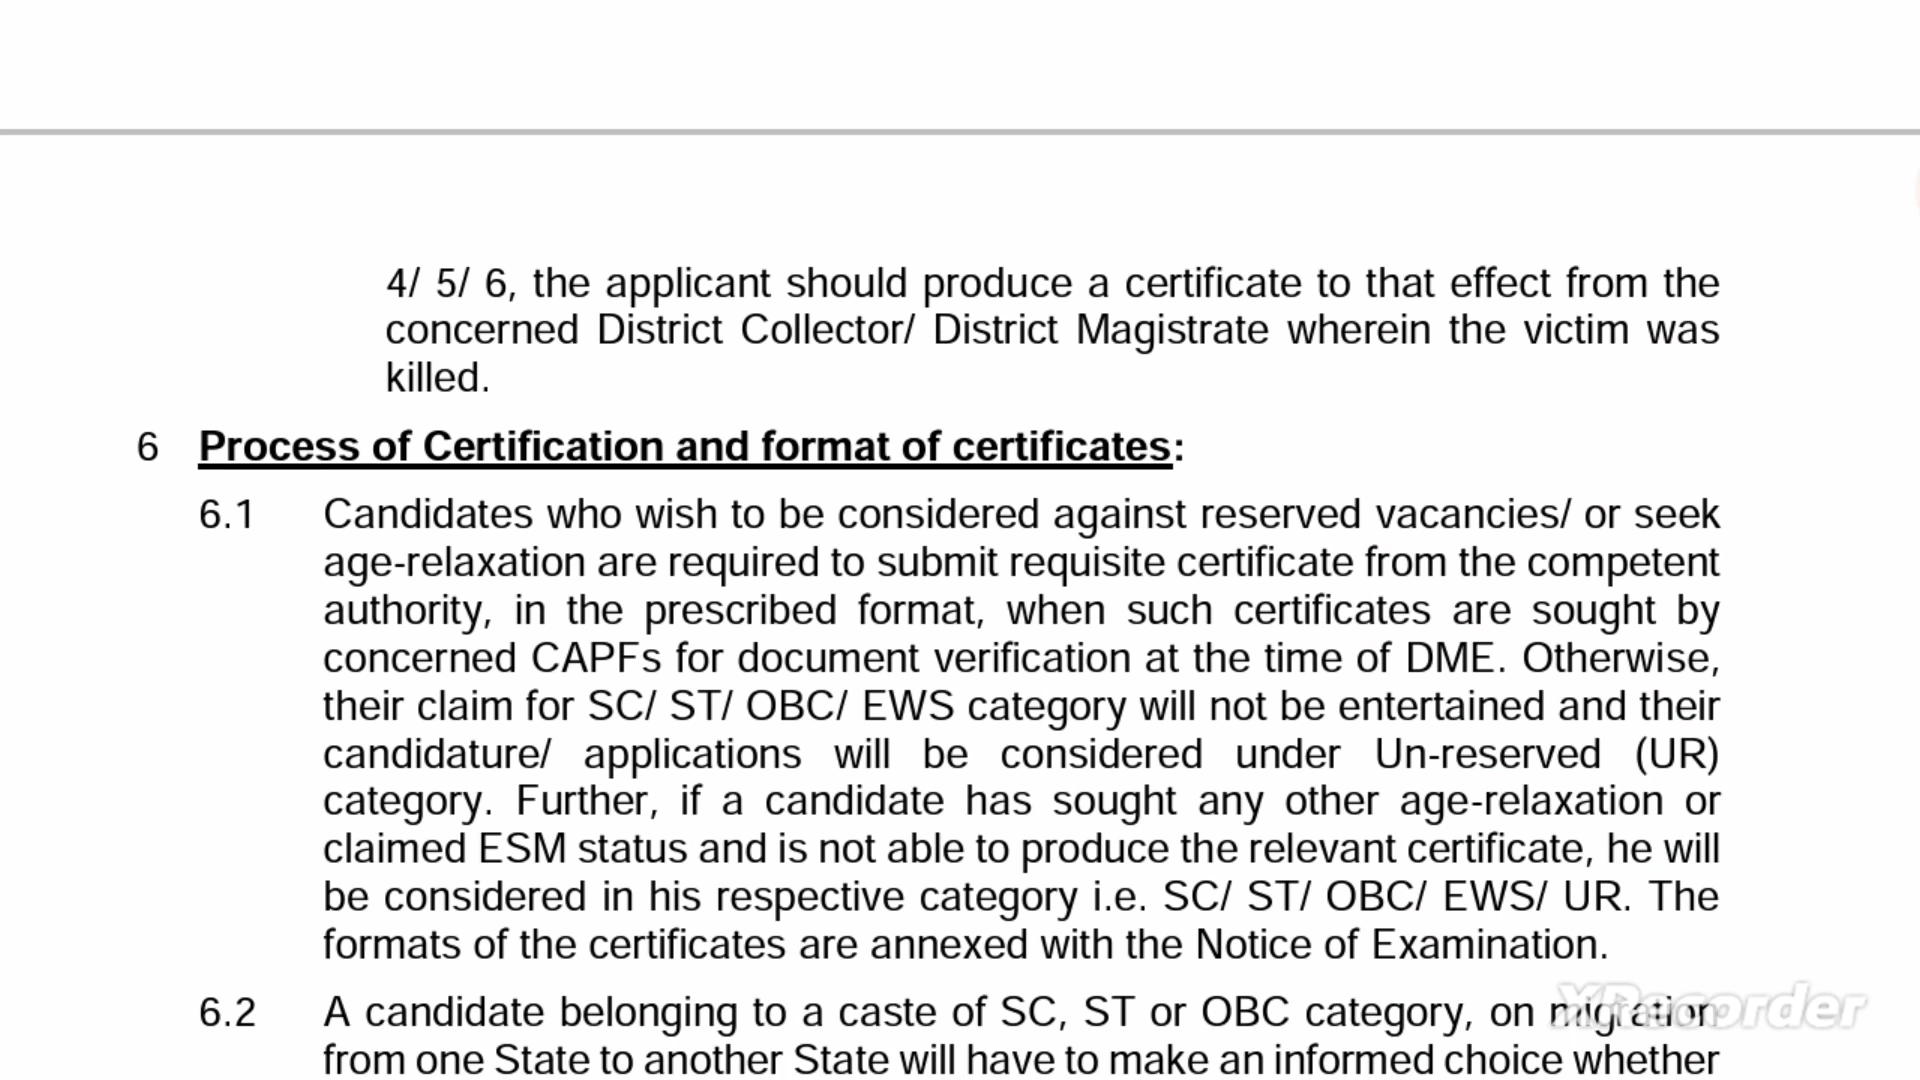 4/ 5/ 6, the applicant should produce a certificate to that effect from the
concerned District Collector/ District Magistrate wherein the victim was
killed.
6 Process of Certification and format of certificates:
6.1 Candidates who wish to be considered against reserved vacancies/ or seek
age-relaxation are required to submit requisite certificate from the competent
authority, in the prescribed format, when such certificates are sought by
concerned CAPFs for document verification at the time of DME. Otherwise,
their claim for SC/ ST/ OBC/ EWS category will not be entertained and their
candidature/ applications will be considered under Un-reserved (UR)
category. Further, if a candidate has sought any other age-relaxation or
claimed ESM status and is not able to produce the relevant certificate, he will
be considered in his respective category i.e. SC/ ST/ OBC/ EWS/ UR. The
formats of the certificates are annexed with the Notice of Examination.
6.2 A candidate belonging to a caste of SC, ST or OBC category, on migration
from one State to another State will have to make an informed choice whether
XRecorder